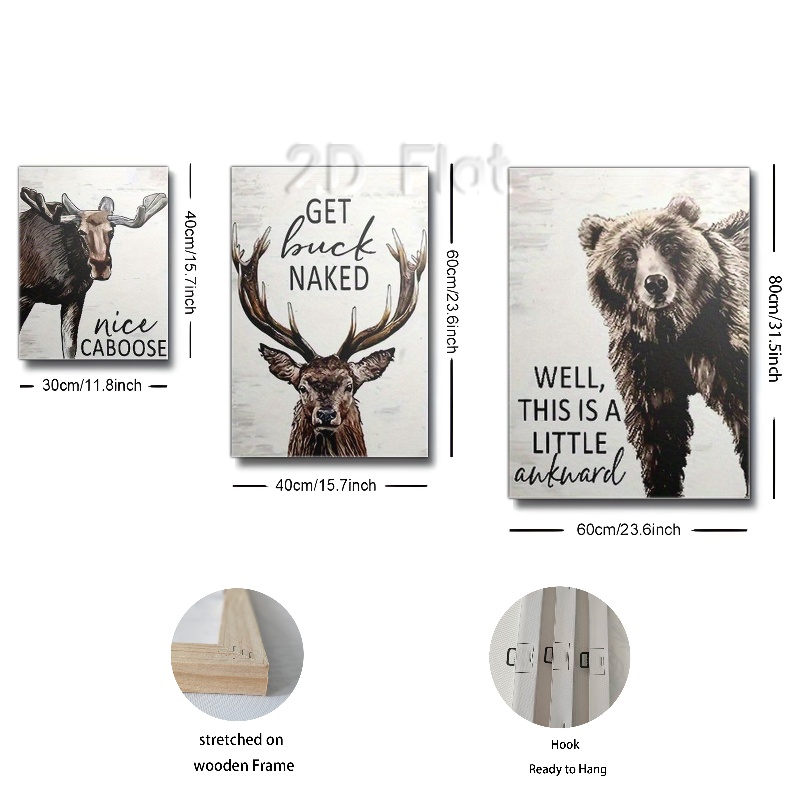 2D Flat
nice
CABOOSE
40cm/15.7inch
30cm/11.8inch
GET
buck
NAKED
60cm/23.6inch
40cm/15.7inch
WELL,
THIS IS A
LITTLE
awkward
80cm/31.5inch
60cm/23.6inch
stretched on
wooden Frame
Hook
Ready to Hang